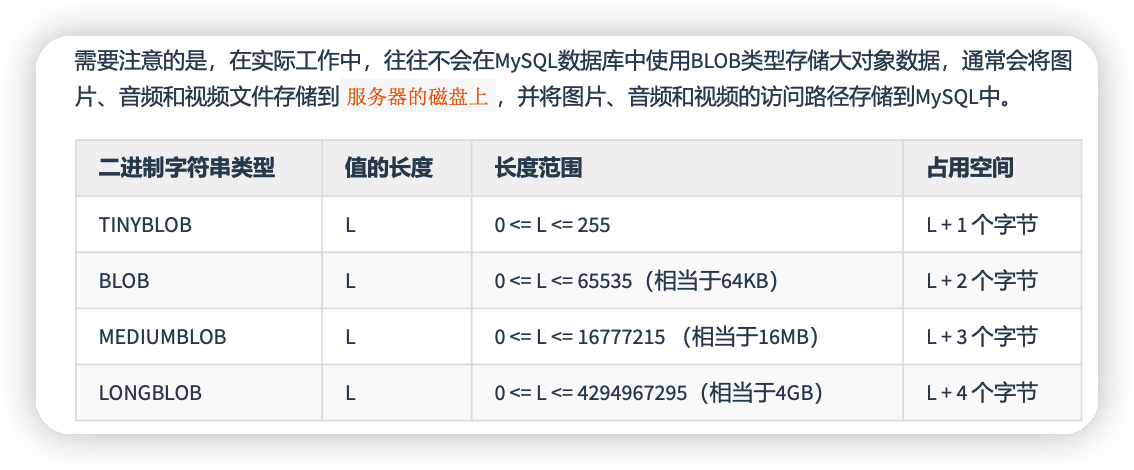 需要注意的是，在实际工作中，往往不会在MySQL数据库中使用BLOB类型存储大对象数据，通常会将图
片、音频和视频文件存储到 服务器的磁盘上 ，并将图片、音频和视频的访问路径存储到MySQL中。
二进制字符串类型 值的长度 长度范围 占用空间
TINYBLOB L 0 <= L <= 255 L + 1 个字节
BLOB L 0 <= L <= 65535（相当于64KB） L + 2 个字节
MEDIUMBLOB L 0 <= L <= 16777215 （相当于16MB） L + 3 个字节
LONGBLOB L 0 <= L <= 4294967295（相当于4GB） L + 4 个字节